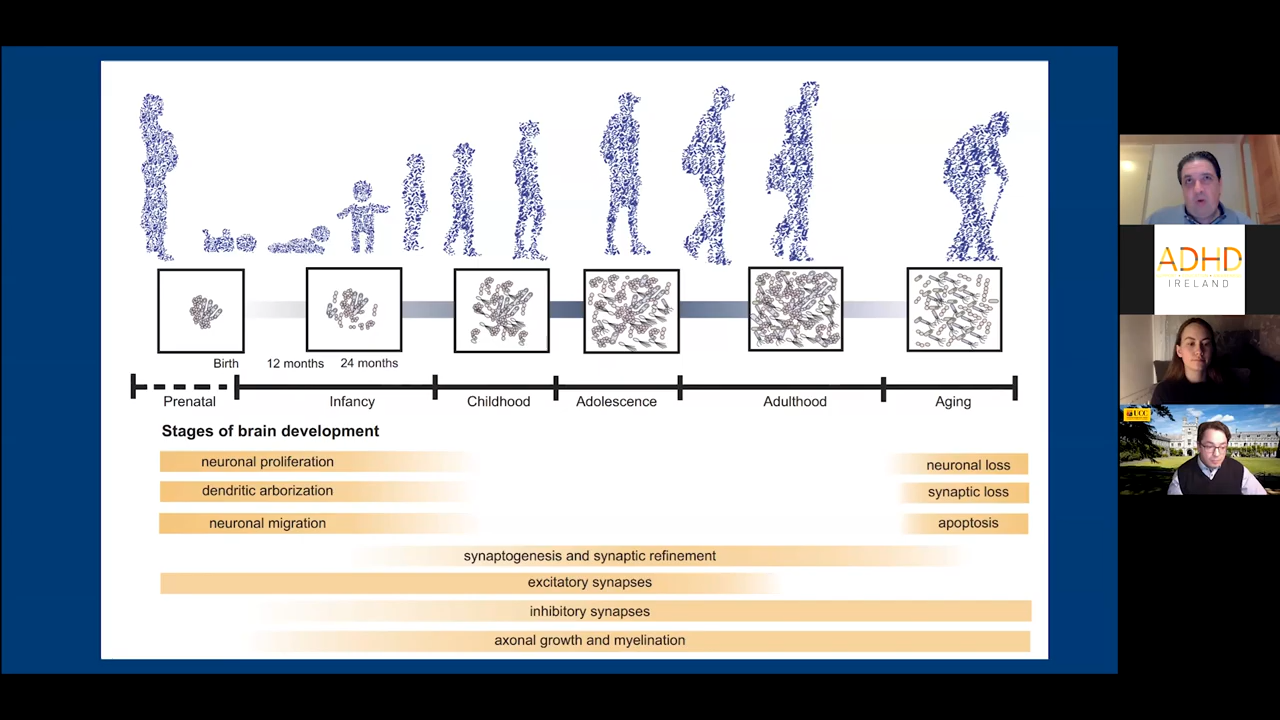 Birth
12 months
24 months
Prenatal
Infancy
Childhood
Adolescence
Adulthood
Aging
Stages of brain development
neuronal proliferation
neuronal loss
dendritic arborization
synaptic loss
neuronal migration
apoptosis
synaptogenesis and synaptic refinement
excitatory synapses
inhibitory synapses
axonal growth and myelination
ADHD
IRELAND
UCC